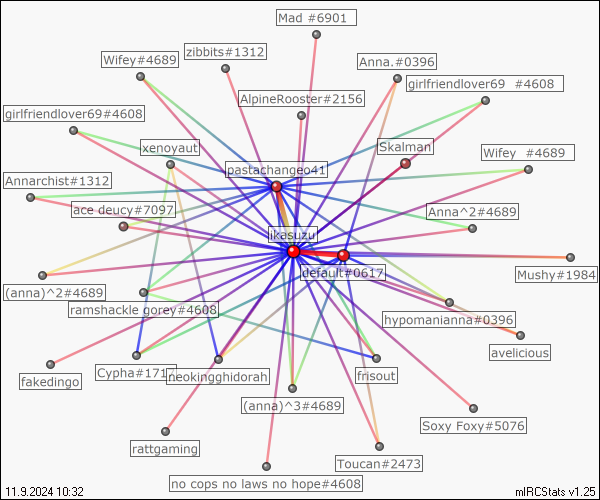 Mad #6901
zibbits#1312
Wifey#4689
Anna.#0396
girlfriendlover69 #4608
AlpineRooster#2156
girlfriendlover69#4608
xenoyaut
Skalman
Wifey #4689
pastachangeo41
Annarchist#1312
ace deucy#7097
Anna^2#4689
ikasuzu
default#0617
Mushy#1984
(anna)^2#4689
ramshackle gorey#4608
hypomanianna#0396
avelicious
fakedingo
Cypha#171
neokingghidorah
frisout
(anna)^3#4689
Soxy Foxy#5076
rattgaming
Toucan#2473
no cops no laws no hope#4608
11.9.2024 10:32
mIRCStats v1.25